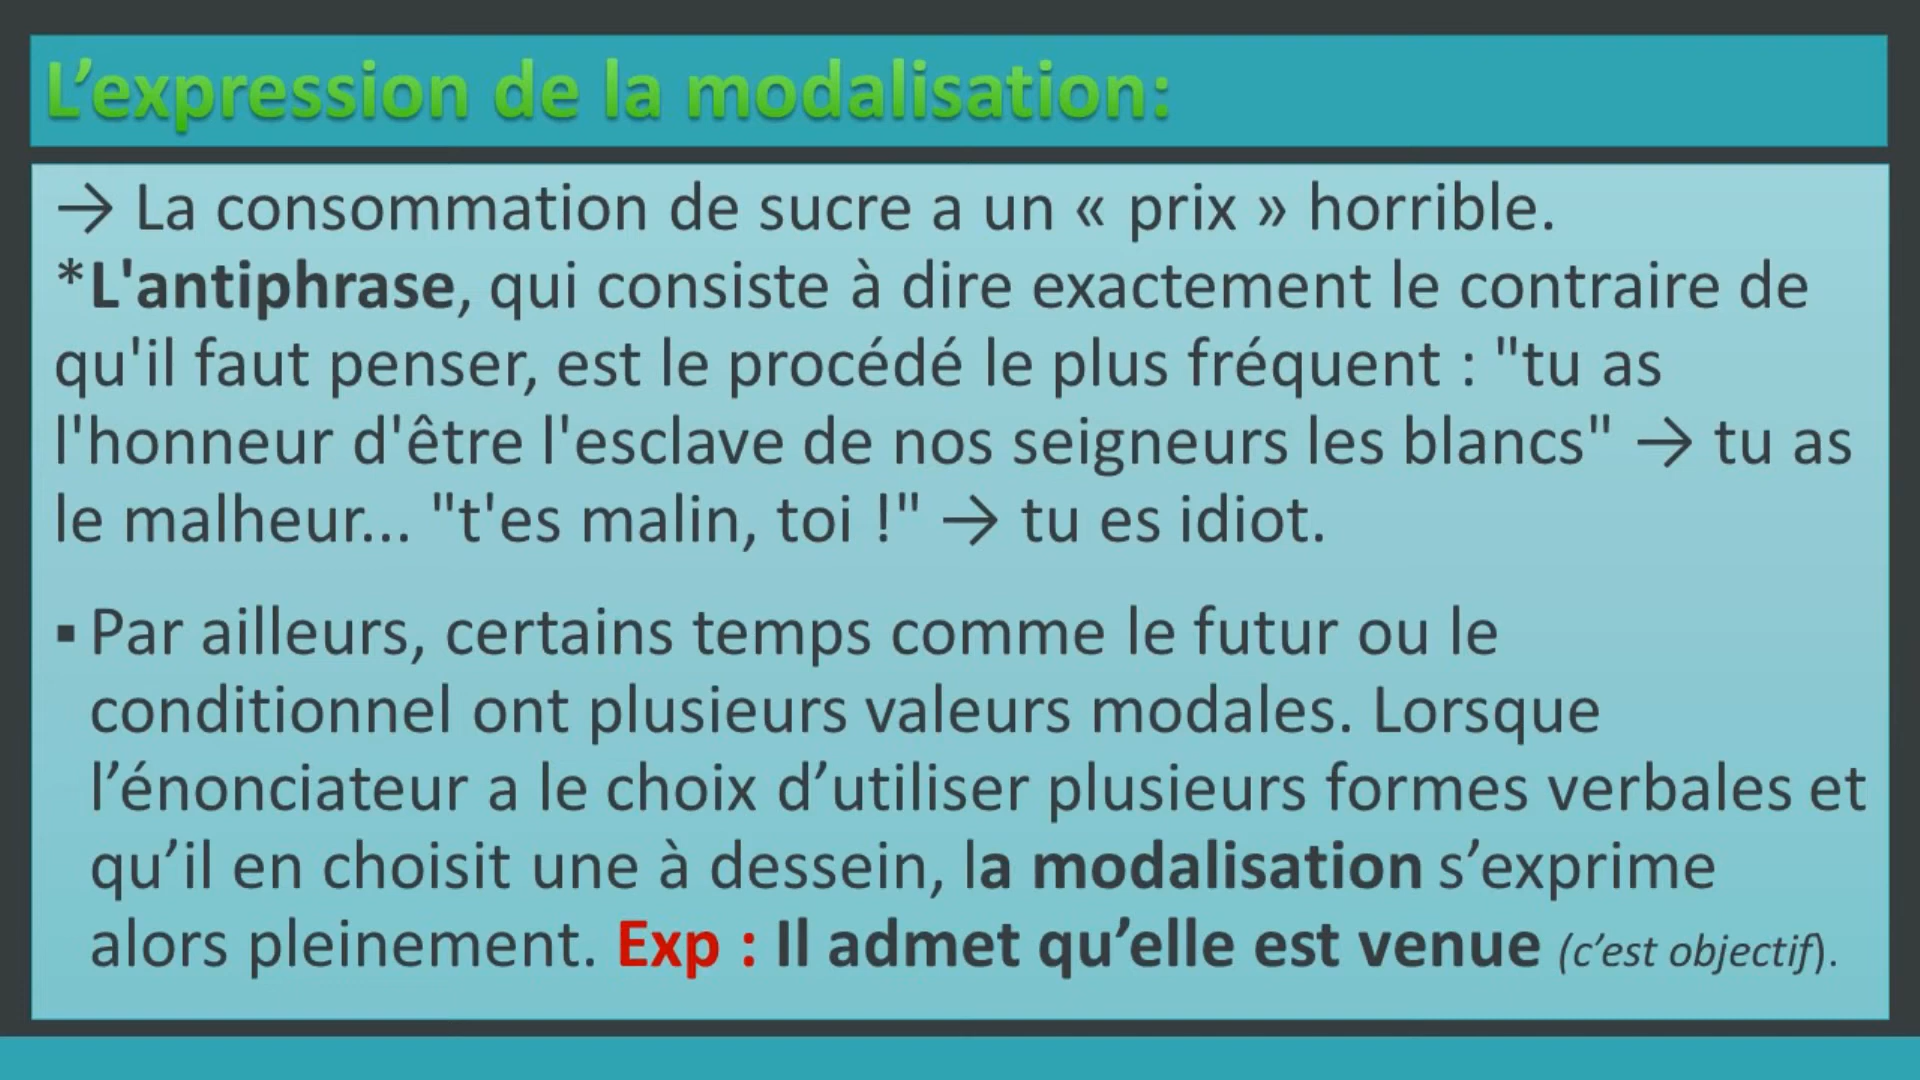 L’expression de la modalisation:
→ La consommation de sucre a un « prix » horrible.
*L'antiphrase, qui consiste à dire exactement le contraire de
qu'il faut penser, est le procédé le plus fréquent : "tu as
l'honneur d'être l'esclave de nos seigneurs les blancs" → tu as
le malheur... "t'es malin, toi !" → tu es idiot.
▪ Par ailleurs, certains temps comme le futur ou le
conditionnel ont plusieurs valeurs modales. Lorsque
l’énonciateur a le choix d’utiliser plusieurs formes verbales et
qu’il en choisit une à dessein, la modalisation s’exprime
alors pleinement. Exp : Il admet qu’elle est venue (c’est objectif).